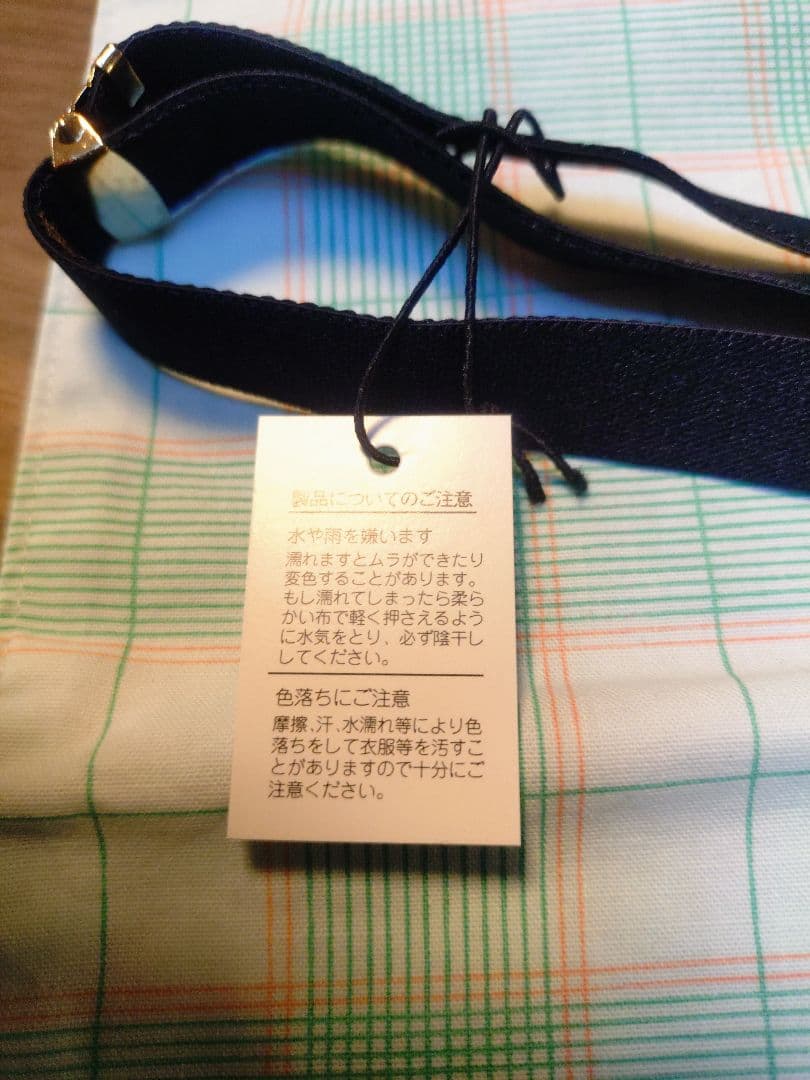 製品についてのご注意
水や雨を嫌います
濡れますとムラができたり
変色することがあります。
もし濡れてしまったら柔ら
かい布で軽く押さえるよう
に水気をとり、必ず陰干し
してください。
色落ちにご注意
摩擦、汗、水濡れ等により色
落ちをして衣服等を汚すこ
とがありますので十分にご
注意ください。